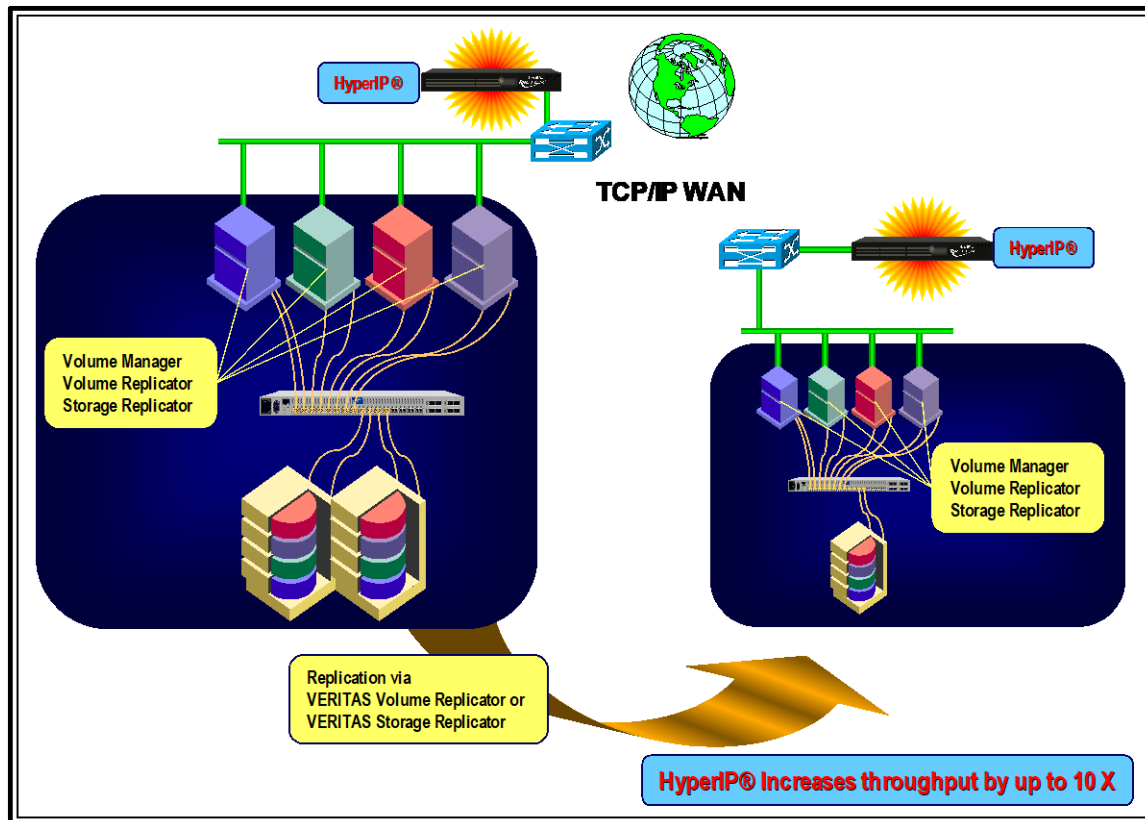 HyperIP®
TCP/IP WAN
HyperIP®
Volume Manager
Volume Replicator
Storage Replicator
Volume Manager
Volume Replicator
Storage Replicator
Replication via
VERITAS Volume Replicator or
VERITAS Storage Replicator
HyperIP® Increases throughput by up to 10 X